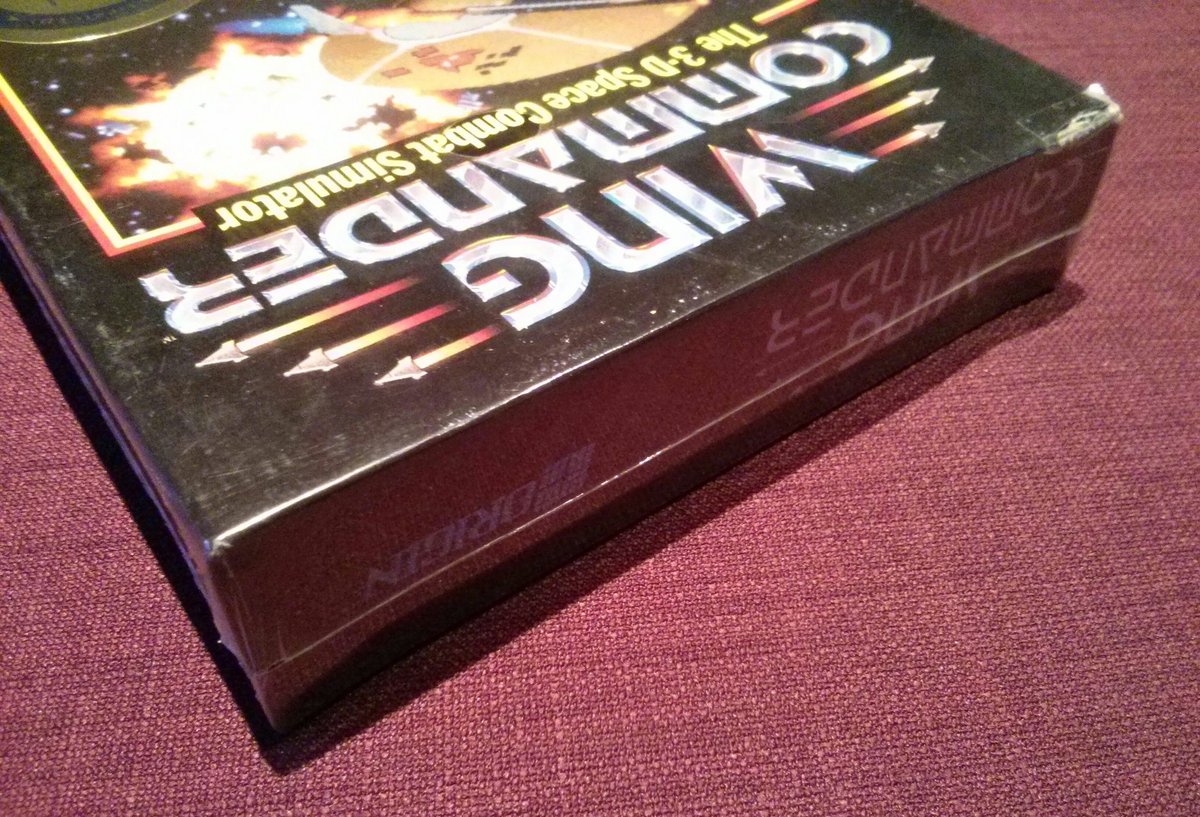 WING
COMMANDER
The 3-D Space Combat Simulator
WING
COMMANDER
ORIGIN